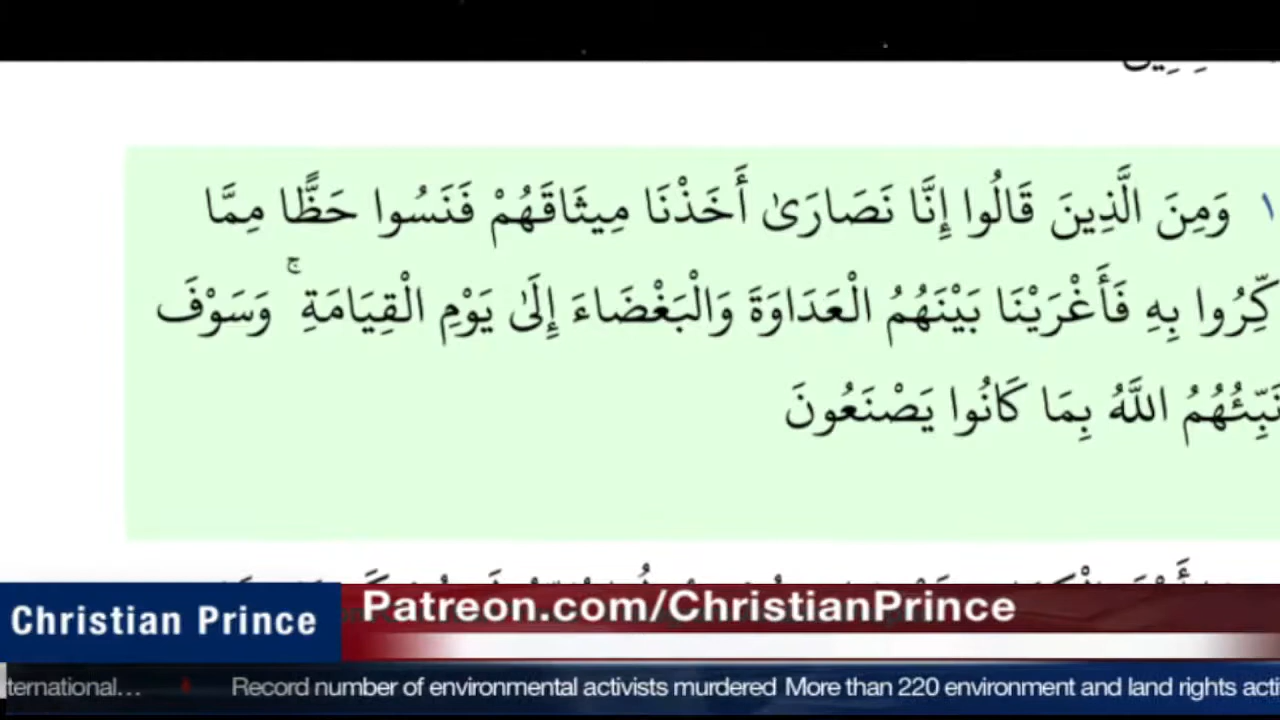 وَمِنَ الَّذِينَ قَالُوا إِنَّا نَصَارَىٰ أَخَذْنَا مِيثَاقَهُمْ فَنَسُوا حَظًّا مِمَّا
كِّرُوا بِهِ فَأَغْرَيْنَا بَيْنَهُمُ الْعَدَاوَةَ وَالْبَغْضَاءَ إِلَىٰ يَوْمِ الْقِيَامَةِ ۚ وَسَوْفَ
نَبِّئُهُمُ اللَّهُ بِمَا كَانُوا يَصْنَعُونَ
Christian Prince
Patreon.com/ChristianPrince
ternational... Record number of environmental activists murdered More than 220 environment and land rights acti